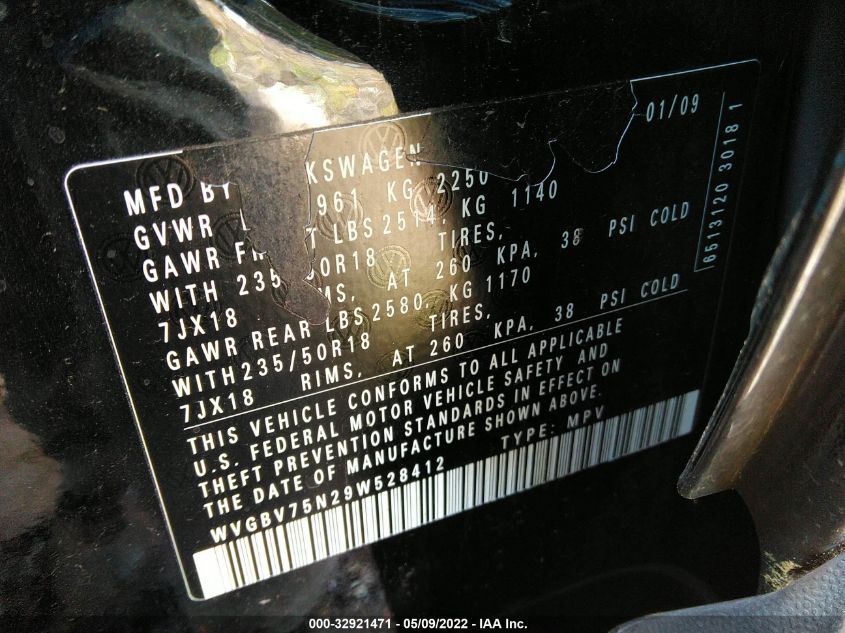 MFD BY KSWAGEN 01/09
GVWR L 961 KG 2250
GAWR FR T LBS 2514, KG 1140
WITH 235 50R18 TIRES,
7JX18 MS, AT 260 KPA, 38 PSI COLD
GAWR REAR LBS 2580, KG 1170
WITH 235/50R18 TIRES,
7JX18 RIMS, AT 260 KPA, 38 PSI COLD
THIS VEHICLE CONFORMS TO ALL APPLICABLE
U.S. FEDERAL MOTOR VEHICLE SAFETY AND
THEFT PREVENTION STANDARDS IN EFFECT ON
THE DATE OF MANUFACTURE SHOWN ABOVE.
WVGBV75N29W528412 TYPE: MPV
6513120 3018 1
000-32921471 - 05/09/2022 - IAA Inc.